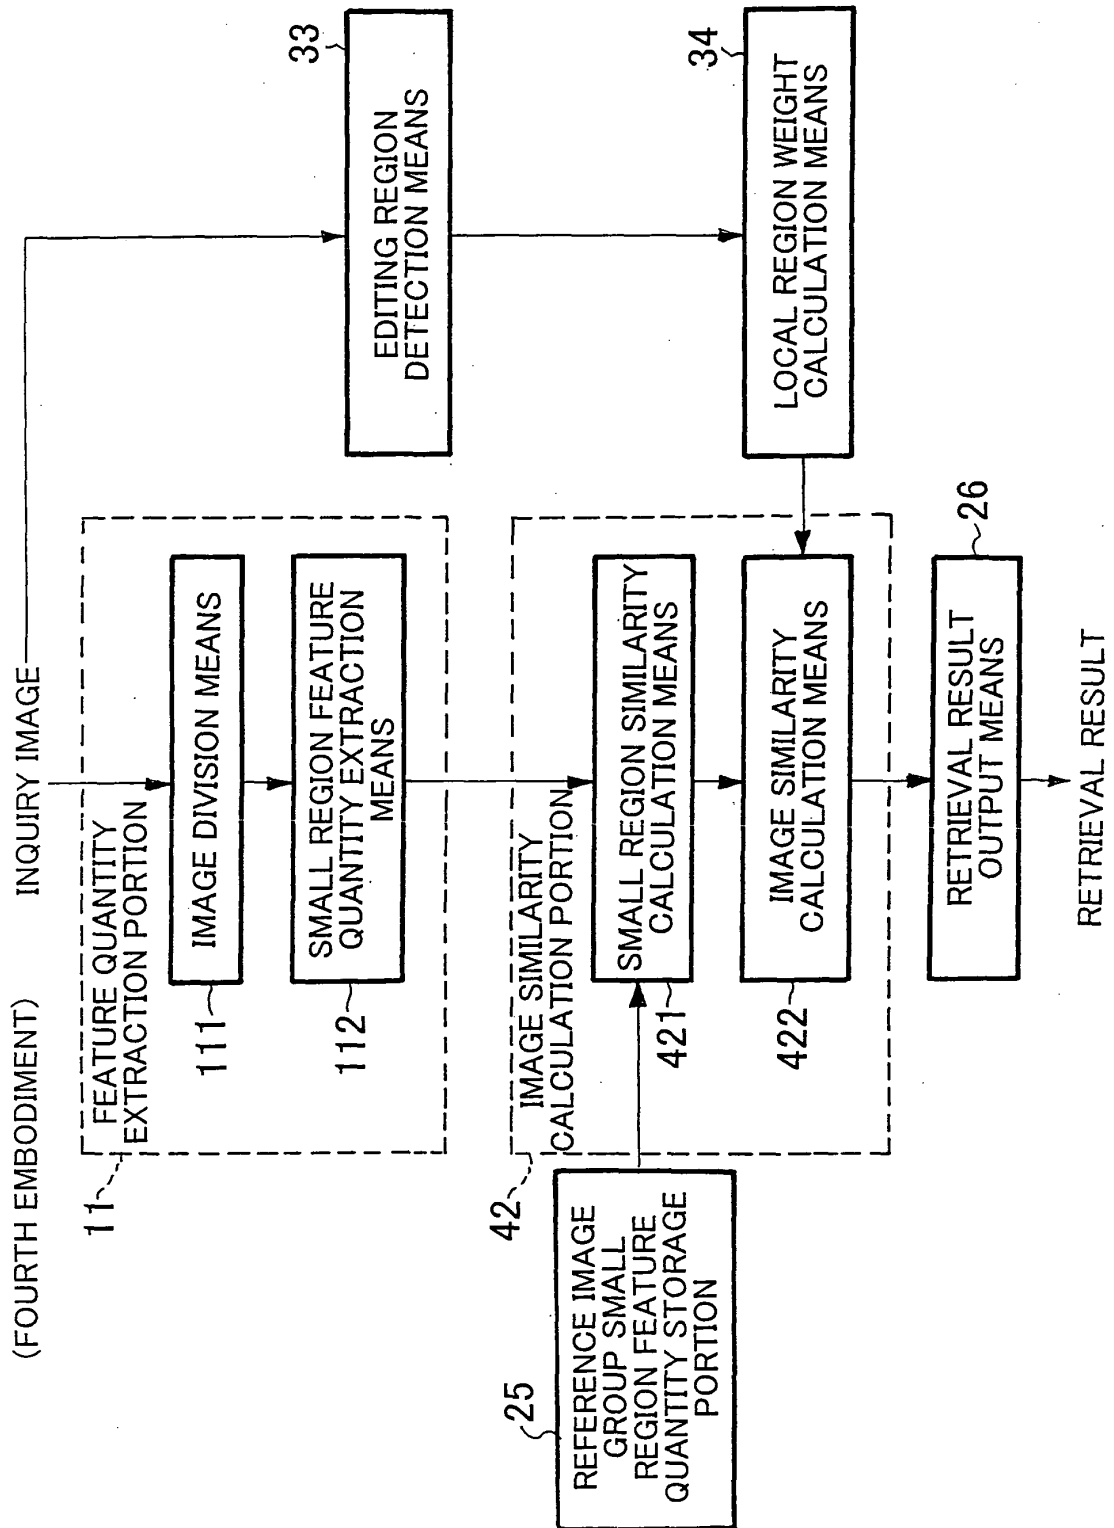 (FOURTH EMBODIMENT)
INQUIRY IMAGE
11
FEATURE QUANTITY
EXTRACTION PORTION
111
IMAGE DIVISION MEANS
112
SMALL REGION FEATURE
QUANTITY EXTRACTION
MEANS
33
EDITING REGION
DETECTION MEANS
25
REFERENCE IMAGE
GROUP SMALL
REGION FEATURE
QUANTITY STORAGE
PORTION
42
IMAGE SIMILARITY
CALCULATION PORTION
421
SMALL REGION SIMILARITY
CALCULATION MEANS
422
IMAGE SIMILARITY
CALCULATION MEANS
34
LOCAL REGION WEIGHT
CALCULATION MEANS
26
RETRIEVAL RESULT
OUTPUT MEANS
RETRIEVAL RESULT